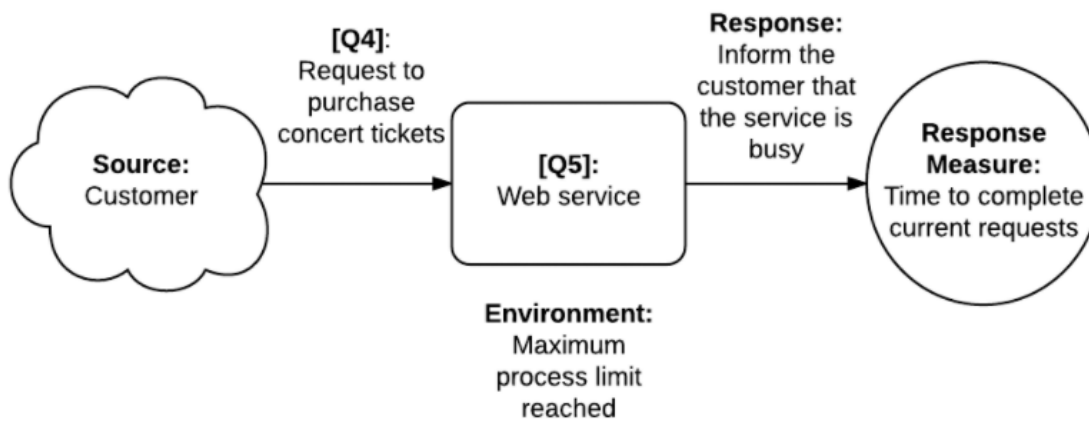 [Q4]:
Request to
purchase
concert tickets
Response:
Inform the
customer that
the service is
busy
Source:
Customer
[Q5]:
Web service
Response
Measure:
Time to complete
current requests
Environment:
Maximum
process limit
reached